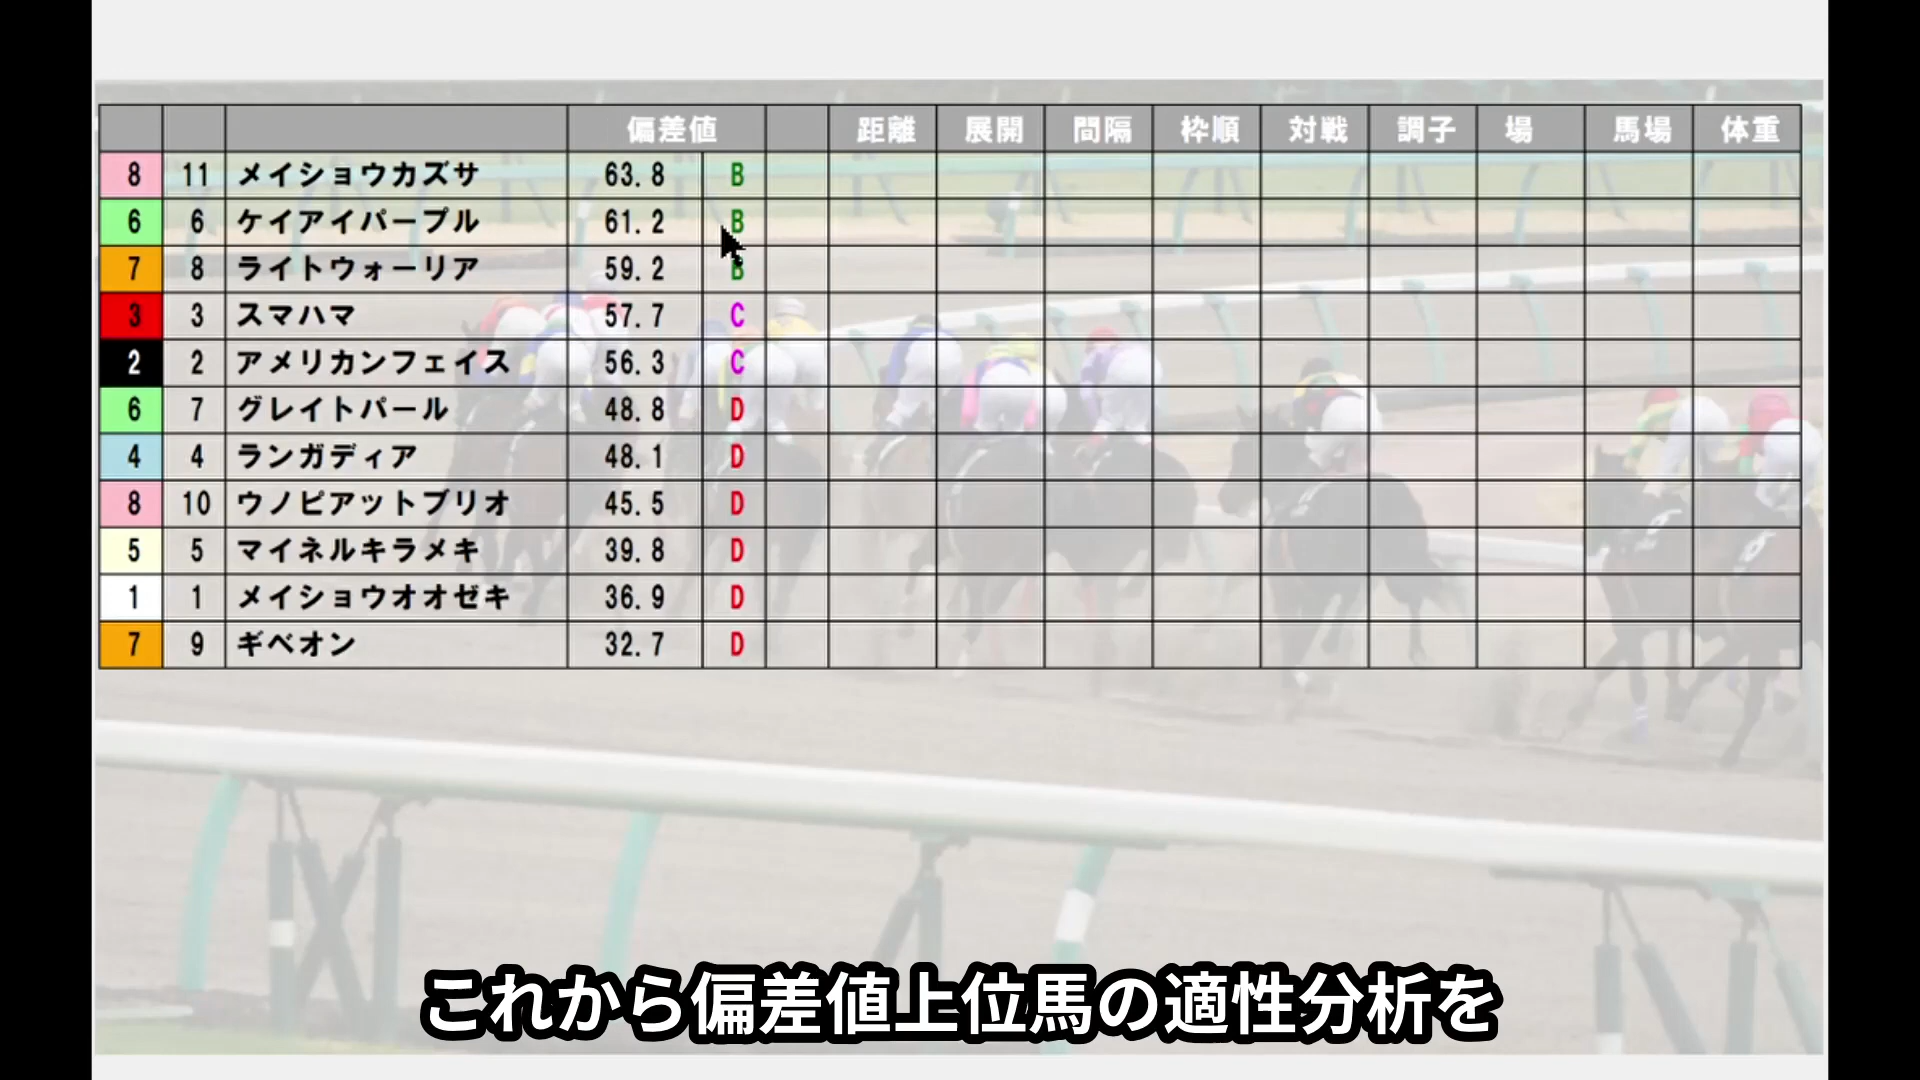 偏差値 距離 展開 間隔 枠順 対戦 調子 場 馬場 体重
8 11 メイショウカズサ 63.8 B
6 6 ケイアイパープル 61.2 B
7 8 ライトウォーリア 59.2 B
3 3 スマハマ 57.7 C
2 2 アメリカンフェイス 56.3 C
6 7 グレイトパール 48.8 D
4 4 ランガディア 48.1 D
8 10 ウノピアットブリオ 45.5 D
5 5 マイネルキラメキ 39.8 D
1 1 メイショウオオゼキ 36.9 D
7 9 ギベオン 32.7 D
これから偏差値上位馬の適性分析を